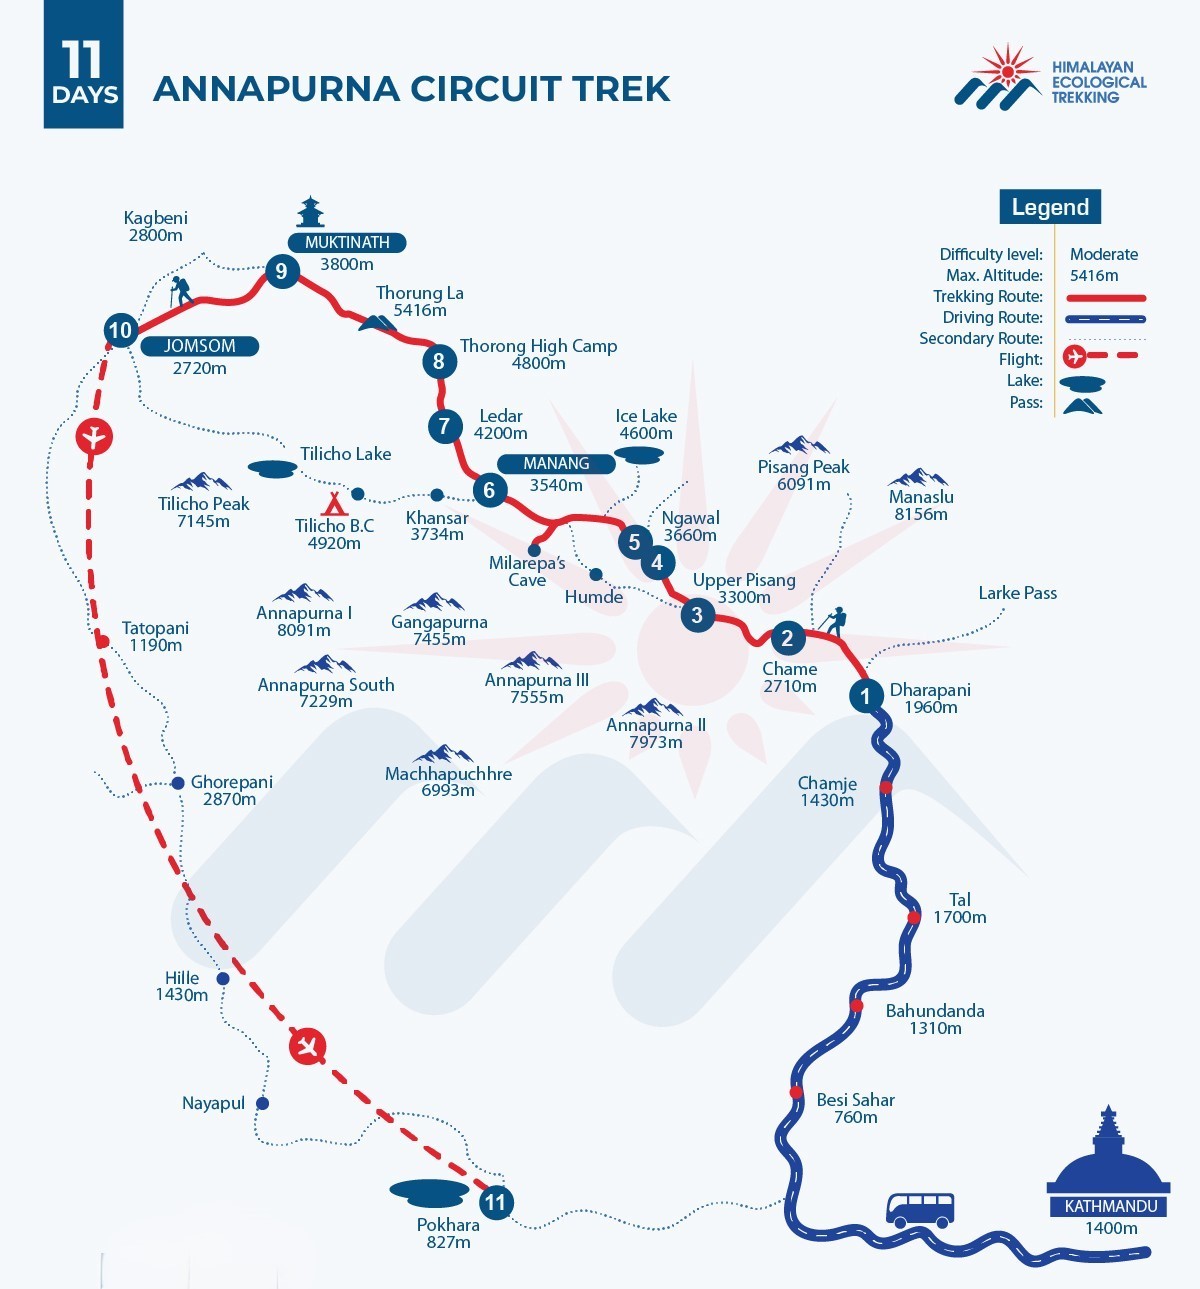 11
DAYS
ANNAPURNA CIRCUIT TREK
HIMALAYAN
ECOLOGICAL
TREKKING
Legend
Difficulty level: Moderate
Max. Altitude: 5416m
Trekking Route:
Driving Route:
Secondary Route:
Flight:
Lake:
Pass:
Kagbeni
2800m
MUKTINATH
3800m
9
Thorung La
5416m
10
JOMSOM
2720m
8
Thorong High Camp
4800m
7
Ledar
4200m
Ice Lake
4600m
Tilicho Lake
MANANG
3540m
6
Pisang Peak
6091m
Manaslu
8156m
Tilicho Peak
7145m
Tilicho B.C
4920m
Khansar
3734m
Ngawal
3660m
5
4
Milarepa's
Cave
Humde
Upper Pisang
3300m
3
Larke Pass
Annapurna I
8091m
Gangapurna
7455m
2
Chame
2710m
Tatopani
1190m
Annapurna South
7229m
Annapurna III
7555m
1
Dharapani
1960m
Annapurna II
7973m
Machhapuchhre
6993m
Ghorepani
2870m
Chamje
1430m
Tal
1700m
Hille
1430m
Bahundanda
1310m
Nayapul
Besi Sahar
760m
11
Pokhara
827m
KATHMANDU
1400m